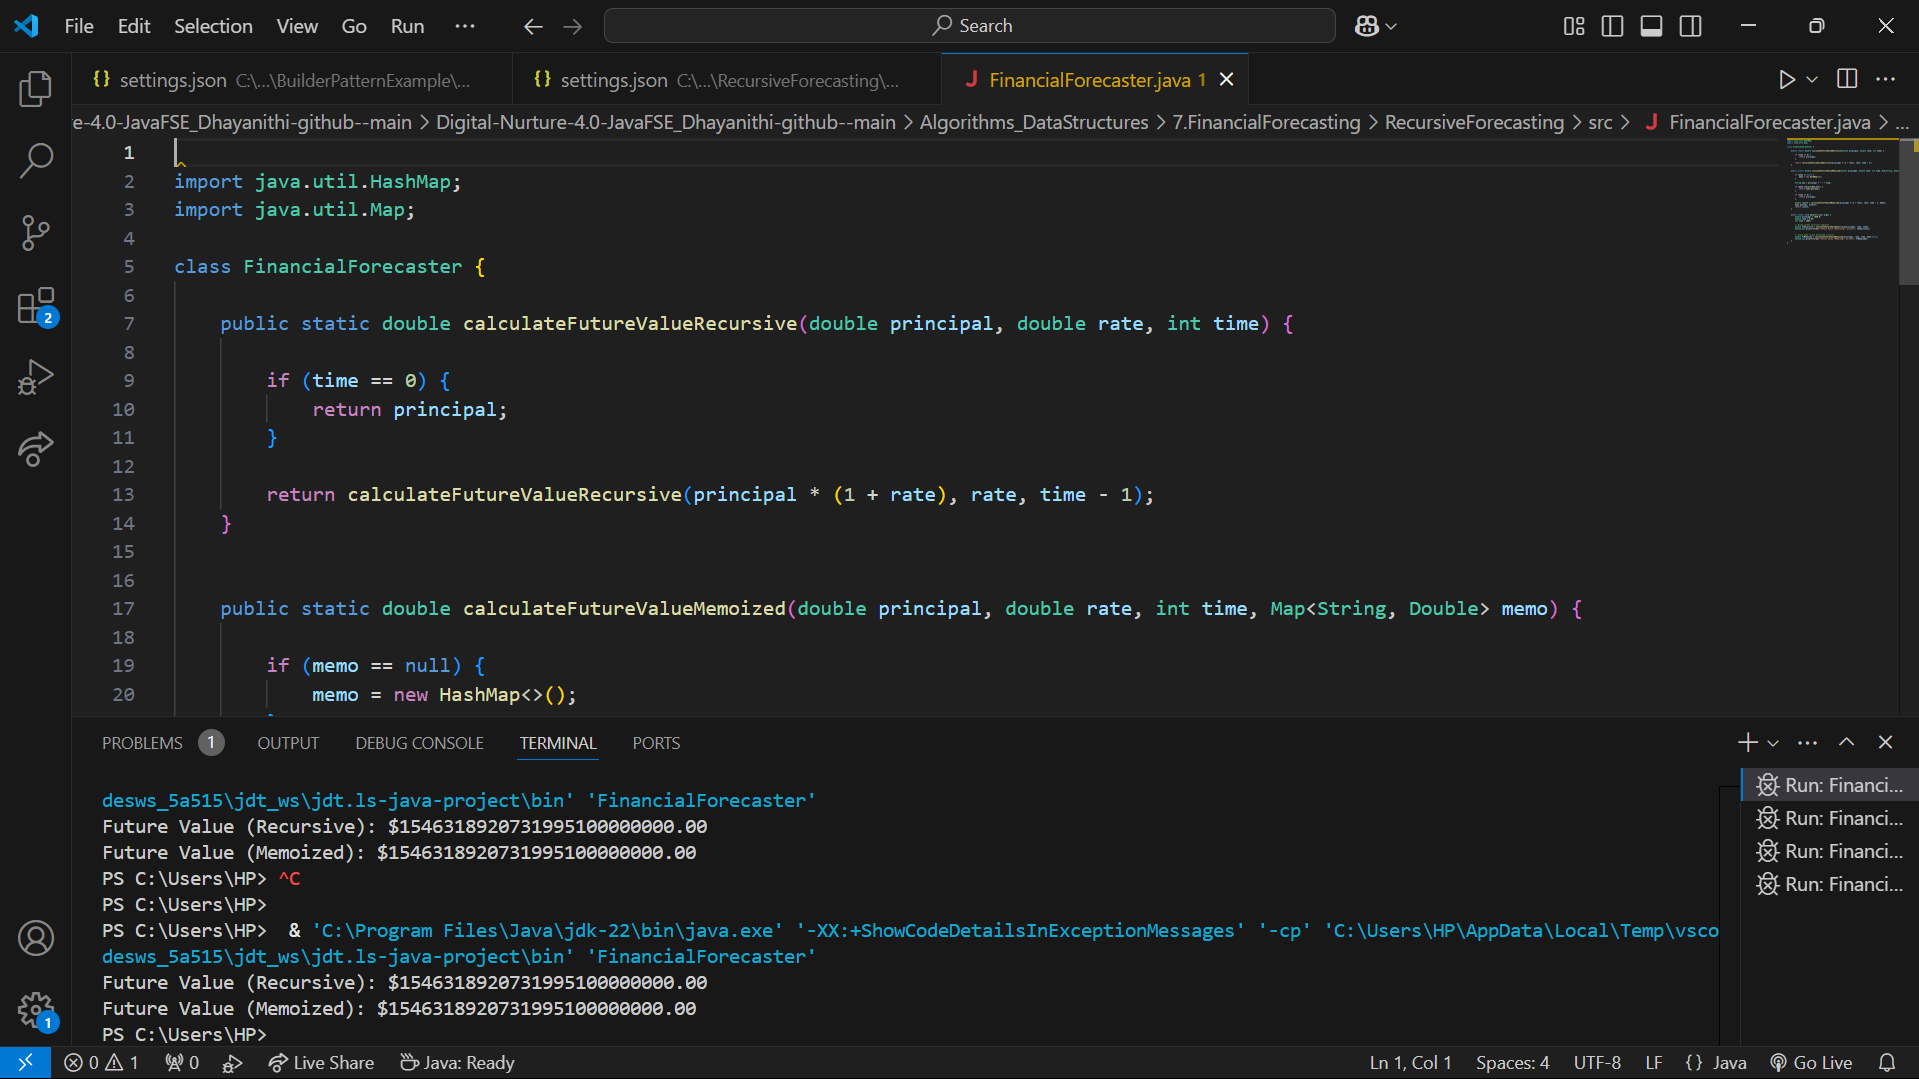 File Edit Selection View Go Run ··· Search
{} settings.json C:\...\BuilderPatternExample\... {} settings.json C:\...\RecursiveForecasting\... J FinancialForecaster.java 1
re-4.0-JavaFSE_Dhayanithi-github--main > Digital-Nurture-4.0-JavaFSE_Dhayanithi-github--main > Algorithms_DataStructures > 7.FinancialForecasting > RecursiveForecasting > src > J FinancialForecaster.java > ...
1
2 import java.util.HashMap;
3 import java.util.Map;
4
5 class FinancialForecaster {
6
7 public static double calculateFutureValueRecursive(double principal, double rate, int time) {
8
9 if (time == 0) {
10 return principal;
11 }
12
13 return calculateFutureValueRecursive(principal * (1 + rate), rate, time - 1);
14 }
15
16
17 public static double calculateFutureValueMemoized(double principal, double rate, int time, Map<String, Double> memo) {
18
19 if (memo == null) {
20 memo = new HashMap<>();
2
PROBLEMS 1 OUTPUT DEBUG CONSOLE TERMINAL PORTS
desws_5a515\jdt_ws\jdt.ls-java-project\bin' 'FinancialForecaster'
Future Value (Recursive): $1546318920731995100000000.00
Future Value (Memoized): $1546318920731995100000000.00
PS C:\Users\HP> ^C
PS C:\Users\HP>
PS C:\Users\HP> & 'C:\Program Files\Java\jdk-22\bin\java.exe' '-XX:+ShowCodeDetailsInExceptionMessages' '-cp' 'C:\Users\HP\AppData\Local\Temp\vsco
desws_5a515\jdt_ws\jdt.ls-java-project\bin' 'FinancialForecaster'
Future Value (Recursive): $1546318920731995100000000.00
Future Value (Memoized): $1546318920731995100000000.00
PS C:\Users\HP>
Run: Financi...
Run: Financi...
Run: Financi...
Run: Financi...
1
0 1 0 Live Share Java: Ready Ln 1, Col 1 Spaces: 4 UTF-8 LF {} Java Go Live